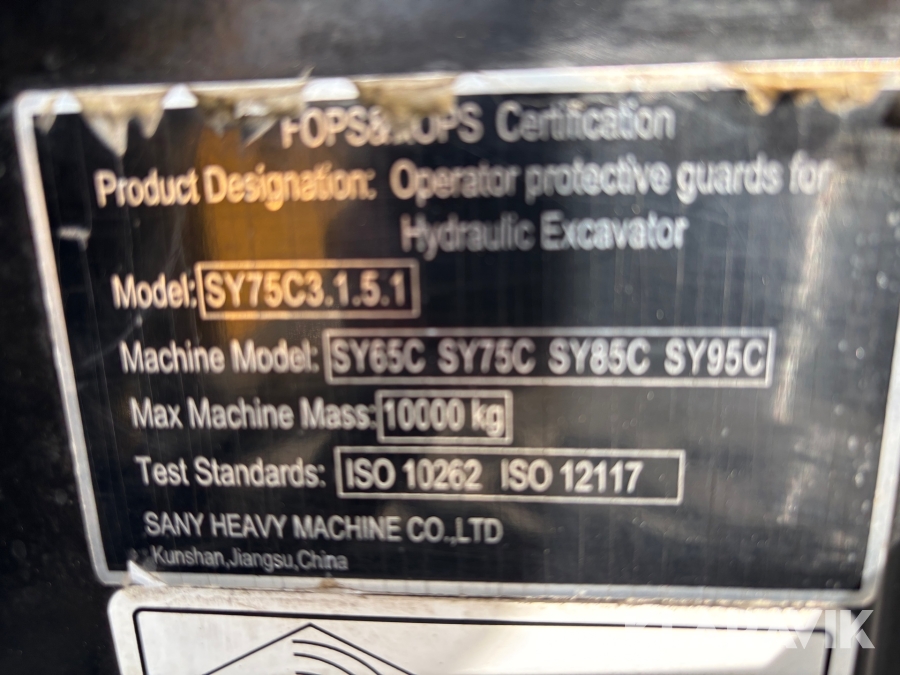 FOPS&ROPS Certification
Product Designation: Operator protective guards for
Hydraulic Excavator
Model: SY75C3.1.5.1
Machine Model: SY65C SY75C SY85C SY95C
Max Machine Mass: 10000 kg
Test Standards: ISO 10262 ISO 12117
SANY HEAVY MACHINE CO.,LTD
Kunshan,Jiangsu,China